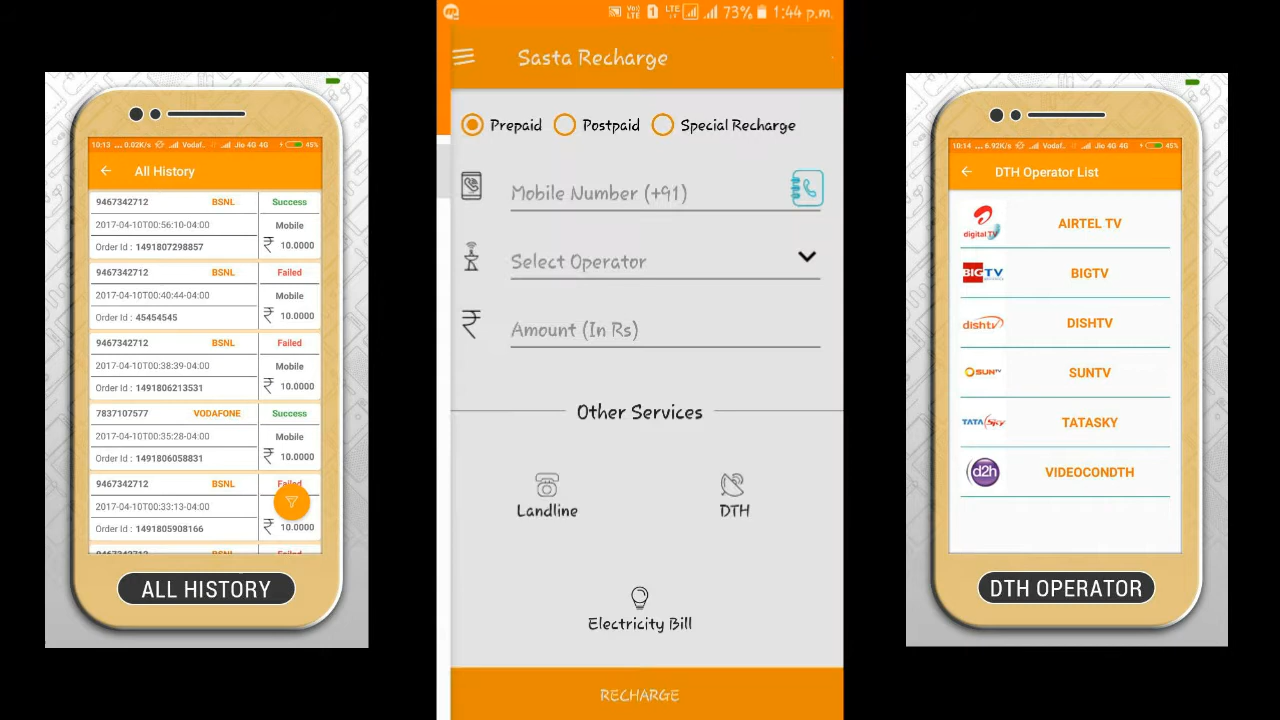 10:13 ... 0.02K/s Vodaf.. Jio 4G 4G 45%
All History
9467342712 BSNL Success
2017-04-10T00:56:10-04:00 Mobile
Order Id : 1491807298857 ₹ 10.0000
9467342712 BSNL Failed
2017-04-10T00:40:44-04:00 Mobile
Order Id : 45454545 ₹ 10.0000
9467342712 BSNL Failed
2017-04-10T00:38:39-04:00 Mobile
Order Id : 1491806213531 ₹ 10.0000
7837107577 VODAFONE Success
2017-04-10T00:35:28-04:00 Mobile
Order Id : 1491806058831 ₹ 10.0000
9467342712 BSNL Failed
2017-04-10T00:33:13-04:00
Order Id : 1491805908166 ₹ 10.0000
9467342712 BSNL Failed
ALL HISTORY
VoI LTE 1 LTE 73% 1:44 p.m.
Sasta Recharge
Prepaid Postpaid Special Recharge
Mobile Number (+91)
Select Operator
₹ Amount (In Rs)
Other Services
Landline DTH
Electricity Bill
RECHARGE
10:14 ... 6.92K/s Vodaf.. Jio 4G 4G 45%
DTH Operator List
digital TV AIRTEL TV
BIGTV BIGTV
dishtv DISHTV
SUN TV SUNTV
TATA Sky TATASKY
d2h VIDEOCONDTH
DTH OPERATOR